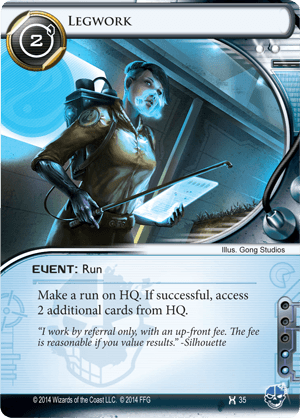 Legwork
2
Illus. Gong Studios
EVENT: Run
Make a run on HQ. If successful, access
2 additional cards from HQ.
“I work by referral only, with an up-front fee. The fee
is reasonable if you value results.” -Silhouette
© 2014 Wizards of the Coast LLC. © 2014 FFG
35